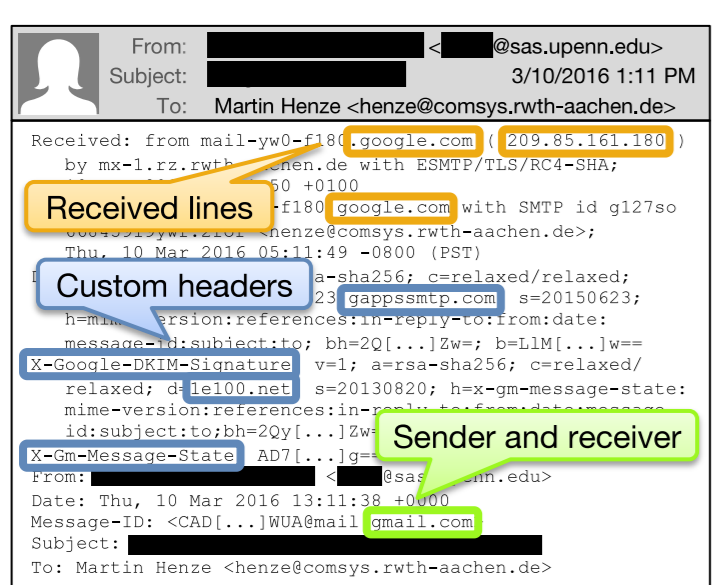 From: < @sas.upenn.edu>
Subject: 3/10/2016 1:11 PM
To: Martin Henze <henze@comsys.rwth-aachen.de>
Received: from mail-yw0-f180.google.com ( 209.85.161.180 )
by mx-1.rz.rwth-aachen.de with ESMTP/TLS/RC4-SHA;
50 +0100
Received lines
-f180 google.com with SMTP id g127so
<henze@comsys.rwth-aachen.de>;
Thu, 10 Mar 2016 05:11:49 -0800 (PST)
a-sha256; c=relaxed/relaxed;
Custom headers
23 gappssmtp.com s=20150623;
h=mime-version:references:in-reply-to:from:date:
message-id:subject:to; bh=2Q[...]Zw=; b=LlM[...]w==
X-Google-DKIM-Signature v=1; a=rsa-sha256; c=relaxed/
relaxed; d=1e100.net s=20130820; h=x-gm-message-state:
mime-version:references:in-reply-to:from:date:message
id:subject:to;bh=2Qy[...]Zw=
Sender and receiver
X-Gm-Message-State AD7[...]g==
From: < @sas.upenn.edu>
Date: Thu, 10 Mar 2016 13:11:38 +0000
Message-ID: <CAD[...]WUA@mail gmail.com
Subject:
To: Martin Henze <henze@comsys.rwth-aachen.de>